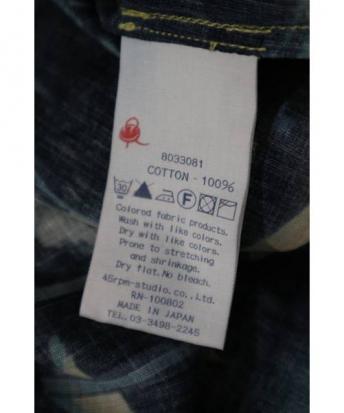 8033081
COTTON - 100%
30 F
Colored fabric products.
Wash with like colors.
Dry with like colors.
Prone to stretching
and shrinkage.
Dry flat. No bleach.
45rpm-studio.co.,Ltd.
RN-100802
MADE IN JAPAN
TEL.03-3498-2245